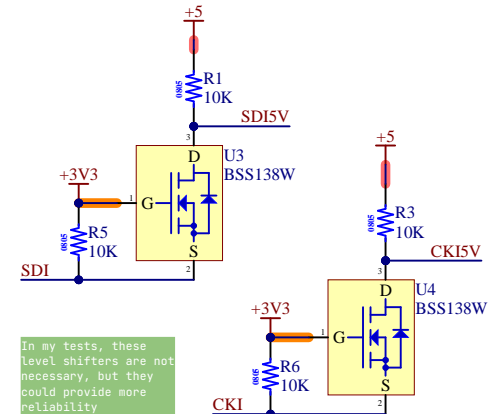 +5
R1
0805
10K
SDI5V
3
D
U3
BSS138W
+3V3
1
G
R5
0805
10K
S
SDI
2
+5
R3
0805
10K
CKI5V
3
D
U4
BSS138W
+3V3
1
G
R6
0805
10K
S
CKI
2
In my tests, these
level shifters are not
necessary, but they
could provide more
reliability